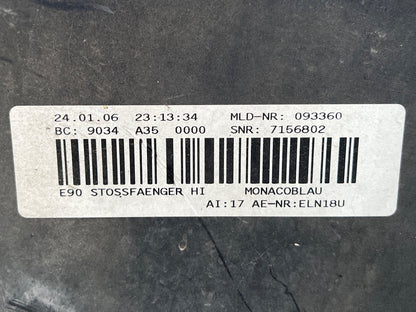 24.01.06 23:13:34 MLD-NR: 093360
BC: 9034 A35 0000 SNR: 7156802
E90 STOSSFAENGER HI MONACOBLAU
AI:17 AE-NR:ELN18U